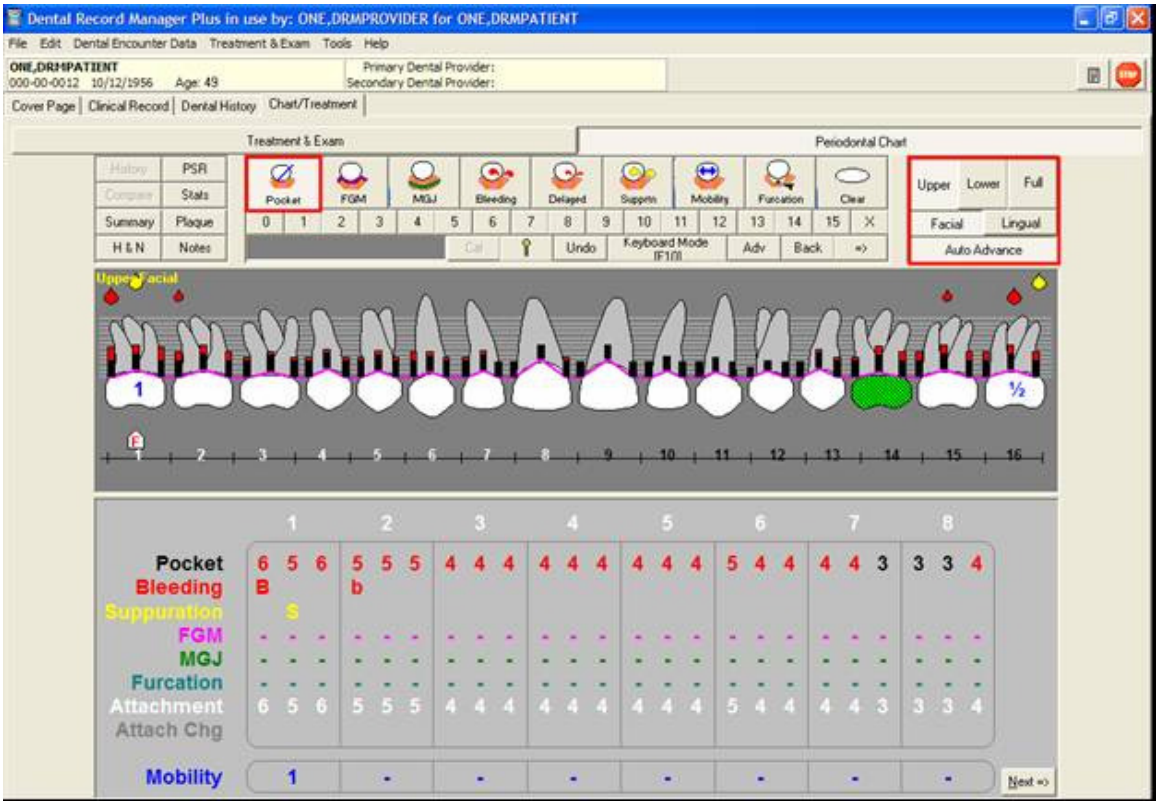 Dental Record Manager Plus in use by: ONE,DRMPROVIDER for ONE,DRMPATIENT
File Edit Dental Encounter Data Treatment & Exam Tools Help
ONE,DRMPATIENT Primary Dental Provider:
000-00-0012 10/12/1956 Age: 49 Secondary Dental Provider:
STOP
Cover Page Clinical Record Dental History Chart/Treatment
Treatment & Exam Periodontal Chart
History PSR
Compare Stats
Summary Plaque
H & N Notes
Pocket FGM MGJ Bleeding Delayed Supprtn Mobility Furcation Clear
0 1 2 3 4 5 6 7 8 9 10 11 12 13 14 15 X
Cal Undo Keyboard Mode [F10] Adv Back =>
Upper Lower Full
Facial Lingual
Auto Advance
Upper Facial
1 ½
F
1 2 3 4 5 6 7 8 9 10 11 12 13 14 15 16
1 2 3 4 5 6 7 8
Pocket 6 5 6 5 5 5 4 4 4 4 4 4 4 4 4 5 4 4 4 4 3 3 3 4
Bleeding B b
Suppuration S
FGM - - - - - - - - - - - - - - - - - - - - - - - -
MGJ - - - - - - - - - - - - - - - - - - - - - - - -
Furcation - - - - - - - - - - - - - - - - - - - - - - - -
Attachment 6 5 6 5 5 5 4 4 4 4 4 4 4 4 4 5 4 4 4 4 3 3 3 4
Attach Chg
Mobility 1 - - - - - - -
Next =>